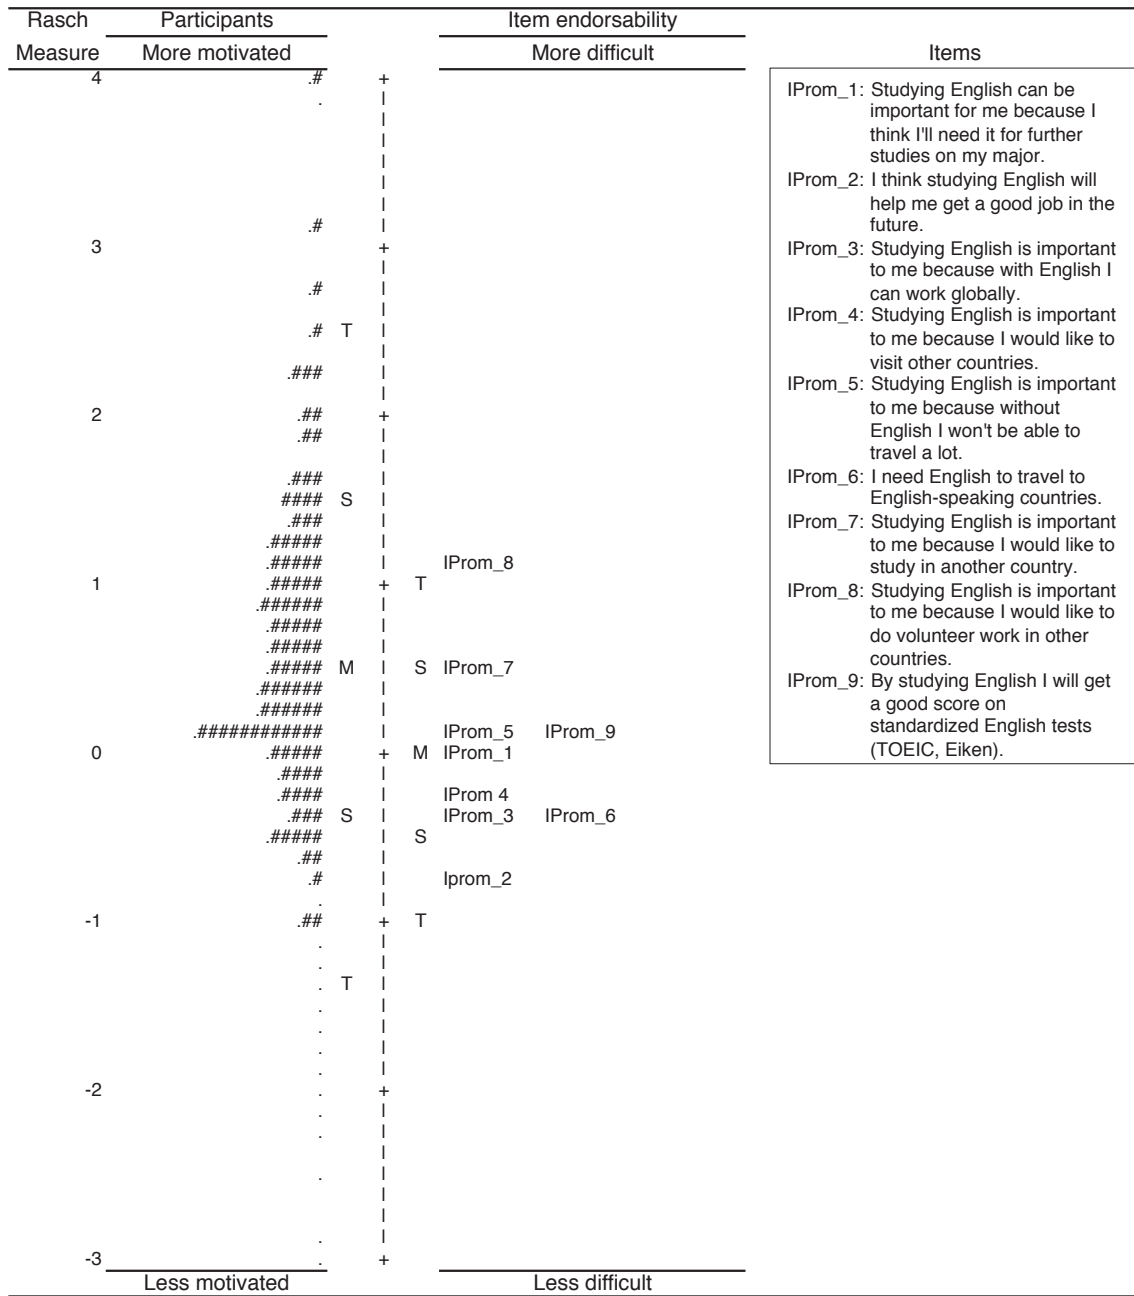 Rasch Participants Item endorsability
Measure More motivated More difficult Items
4 .# +
. |
|
|
|
|
|
.# |
3 +
|
.# |
|
.# T |
|
.### |
|
2 .## +
.## |
|
.### |
#### S |
.### |
.##### |
.##### | IProm_8
1 .##### + T
.###### |
.##### |
.##### |
.##### M | S IProm_7
.###### |
.###### |
.############ | IProm_5 IProm_9
0 .##### + M IProm_1
.#### |
.#### | IProm 4
.### S | IProm_3 IProm_6
.##### | S
.## |
.# | Iprom_2
. |
-1 .## + T
. |
. |
. T |
. |
. |
. |
. |
-2 . +
. |
. |
|
. |
|
|
. |
-3 . +
Less motivated Less difficult
IProm_1: Studying English can be
important for me because I
think I'll need it for further
studies on my major.
IProm_2: I think studying English will
help me get a good job in the
future.
IProm_3: Studying English is important
to me because with English I
can work globally.
IProm_4: Studying English is important
to me because I would like to
visit other countries.
IProm_5: Studying English is important
to me because without
English I won't be able to
travel a lot.
IProm_6: I need English to travel to
English-speaking countries.
IProm_7: Studying English is important
to me because I would like to
study in another country.
IProm_8: Studying English is important
to me because I would like to
do volunteer work in other
countries.
IProm_9: By studying English I will get
a good score on
standardized English tests
(TOEIC, Eiken).